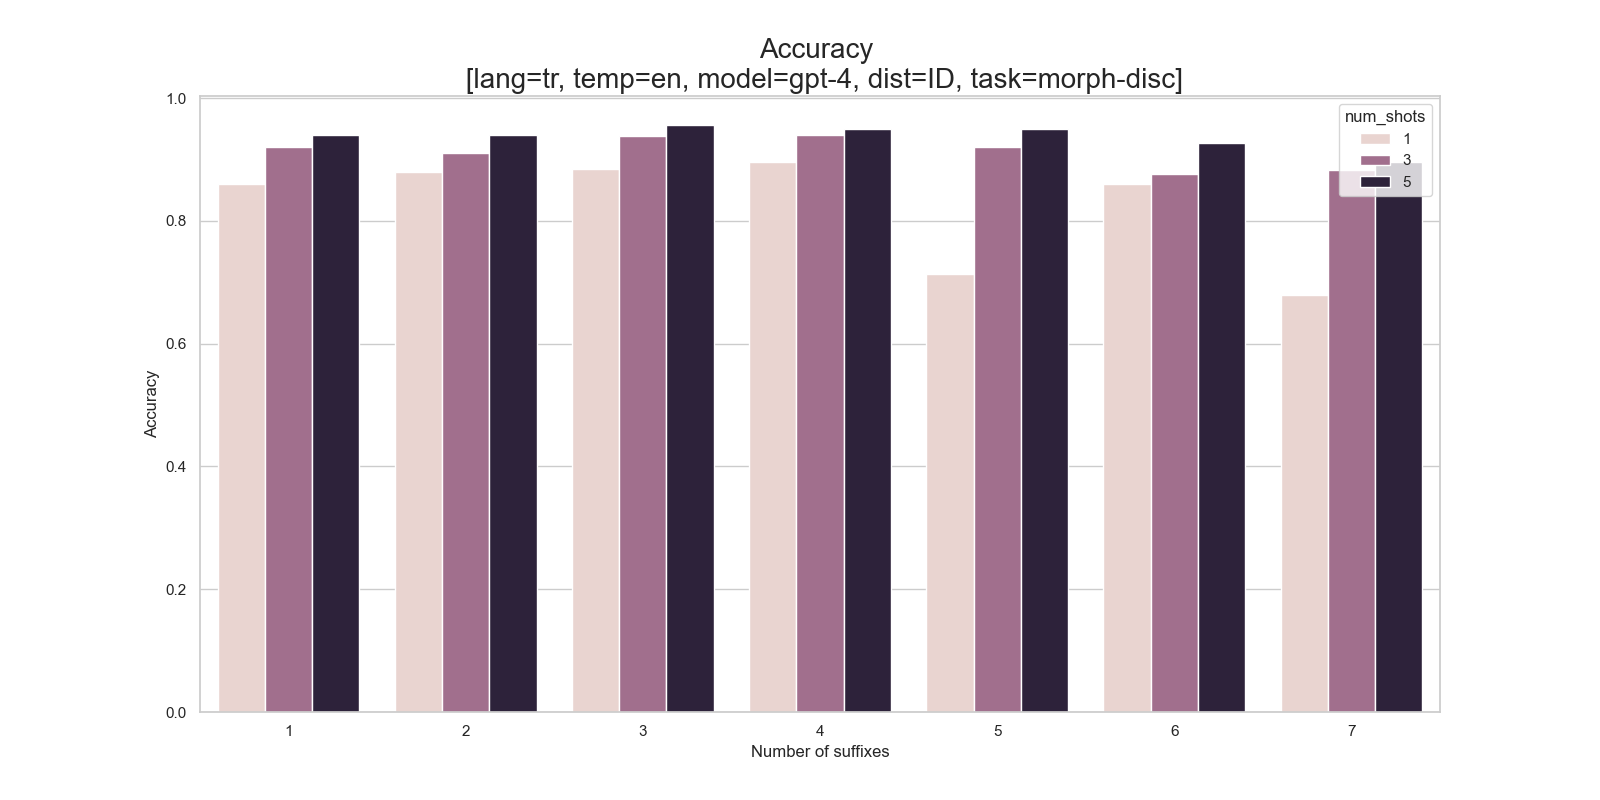 Accuracy
[lang=tr, temp=en, model=gpt-4, dist=ID, task=morph-disc]
1.0
0.8
0.6
0.4
0.2
0.0
Accuracy
num_shots
1
3
5
1 2 3 4 5 6 7
Number of suffixes